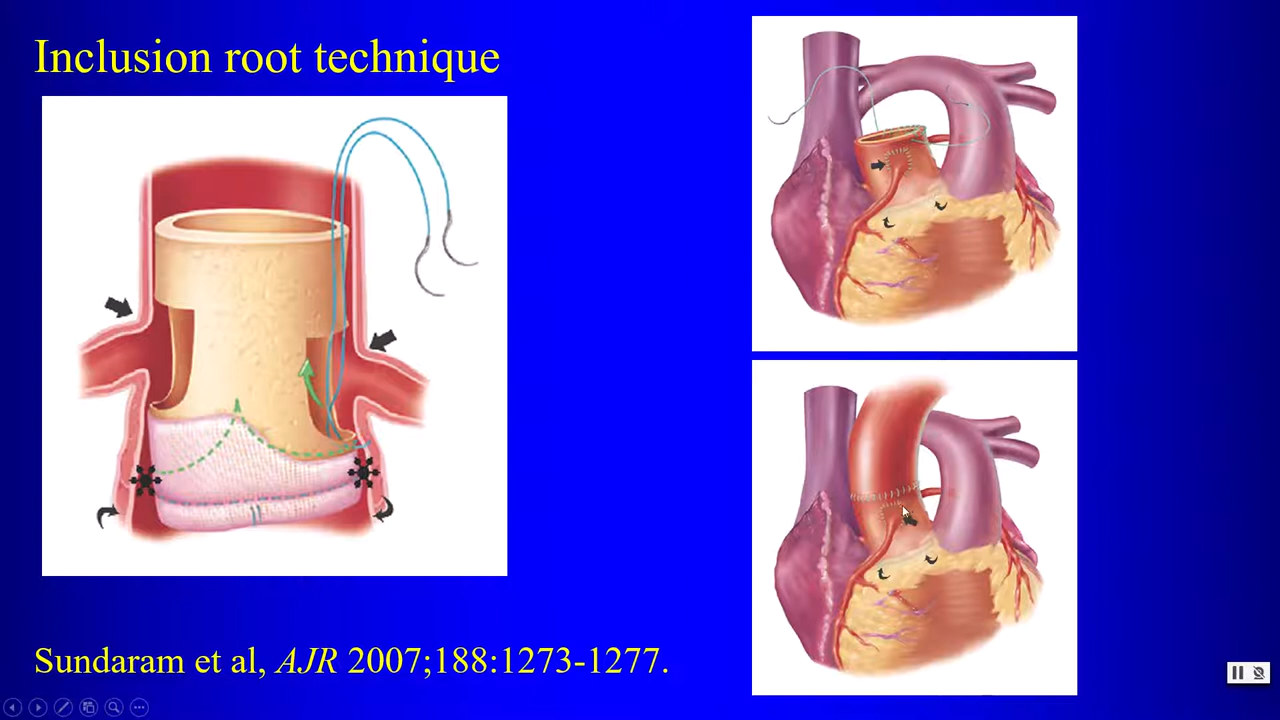 Inclusion root technique
Sundaram et al, AJR 2007;188:1273-1277.